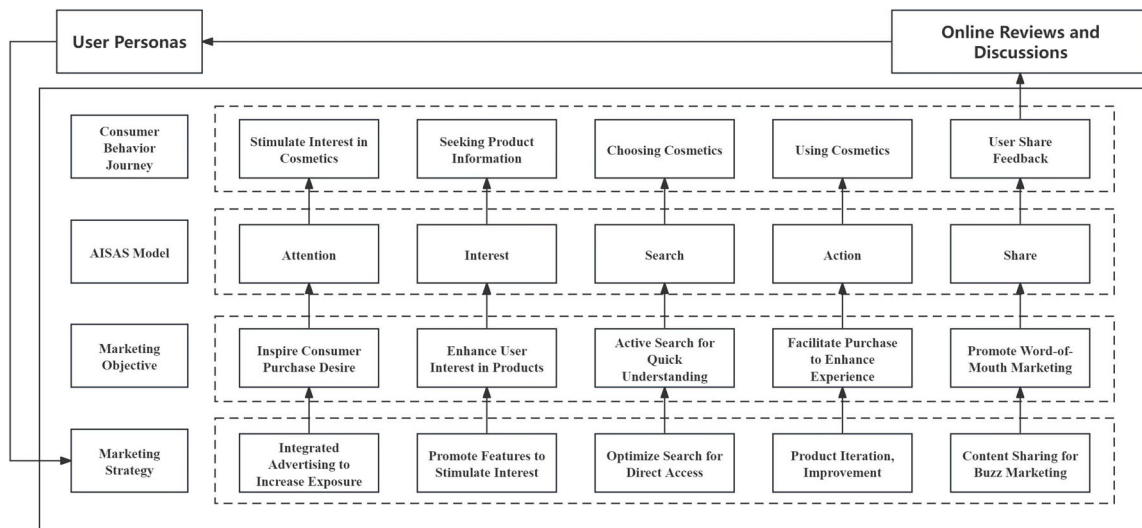 User Personas
Online Reviews and
Discussions
Consumer
Behavior
Journey
Stimulate Interest in
Cosmetics
Seeking Product
Information
Choosing Cosmetics
Using Cosmetics
User Share
Feedback
AISAS Model
Attention
Interest
Search
Action
Share
Marketing
Objective
Inspire Consumer
Purchase Desire
Enhance User
Interest in Products
Active Search for
Quick
Understanding
Facilitate Purchase
to Enhance
Experience
Promote Word-of-
Mouth Marketing
Marketing
Strategy
Integrated
Advertising to
Increase Exposure
Promote Features to
Stimulate Interest
Optimize Search for
Direct Access
Product Iteration,
Improvement
Content Sharing for
Buzz Marketing